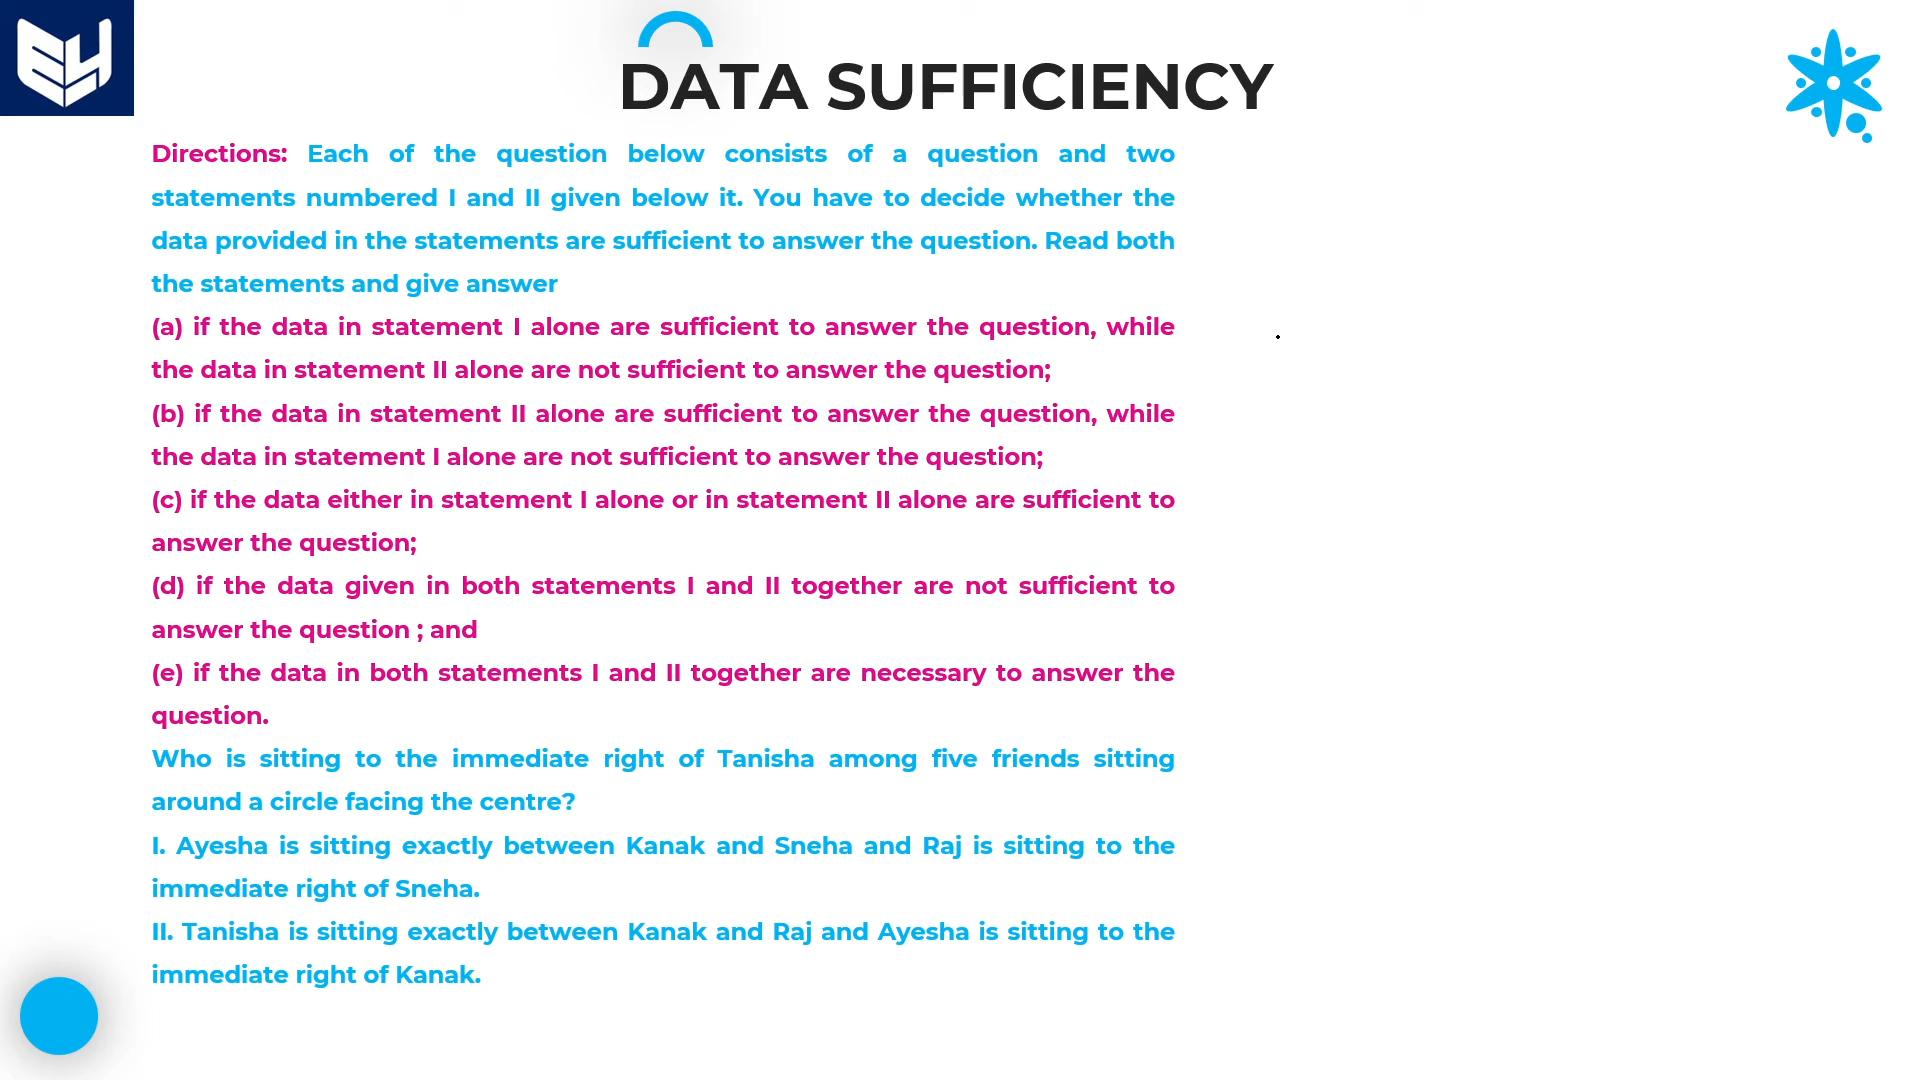 DATA SUFFICIENCY
Directions: Each of the question below consists of a question and two
statements numbered I and II given below it. You have to decide whether the
data provided in the statements are sufficient to answer the question. Read both
the statements and give answer
(a) if the data in statement I alone are sufficient to answer the question, while
the data in statement II alone are not sufficient to answer the question;
(b) if the data in statement II alone are sufficient to answer the question, while
the data in statement I alone are not sufficient to answer the question;
(c) if the data either in statement I alone or in statement II alone are sufficient to
answer the question;
(d) if the data given in both statements I and II together are not sufficient to
answer the question ; and
(e) if the data in both statements I and II together are necessary to answer the
question.
Who is sitting to the immediate right of Tanisha among five friends sitting
around a circle facing the centre?
I. Ayesha is sitting exactly between Kanak and Sneha and Raj is sitting to the
immediate right of Sneha.
II. Tanisha is sitting exactly between Kanak and Raj and Ayesha is sitting to the
immediate right of Kanak.